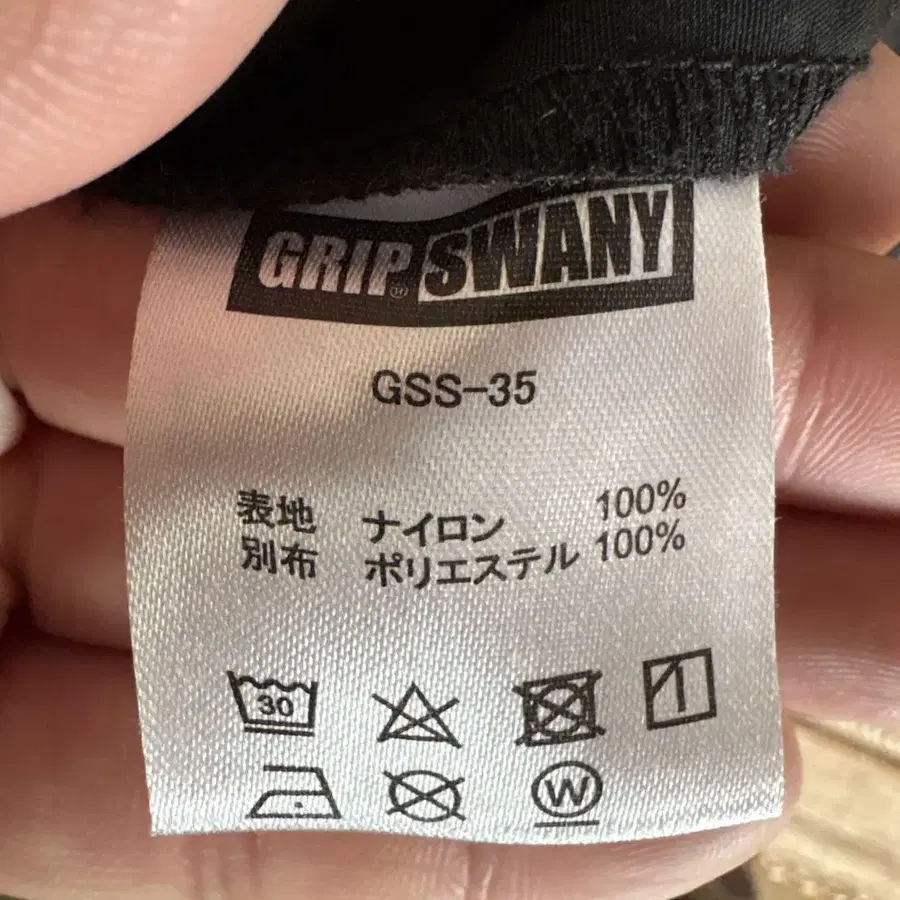 GRIP® SWANY
GSS-35
表地 ナイロン 100%
別布 ポリエステル 100%
30
W